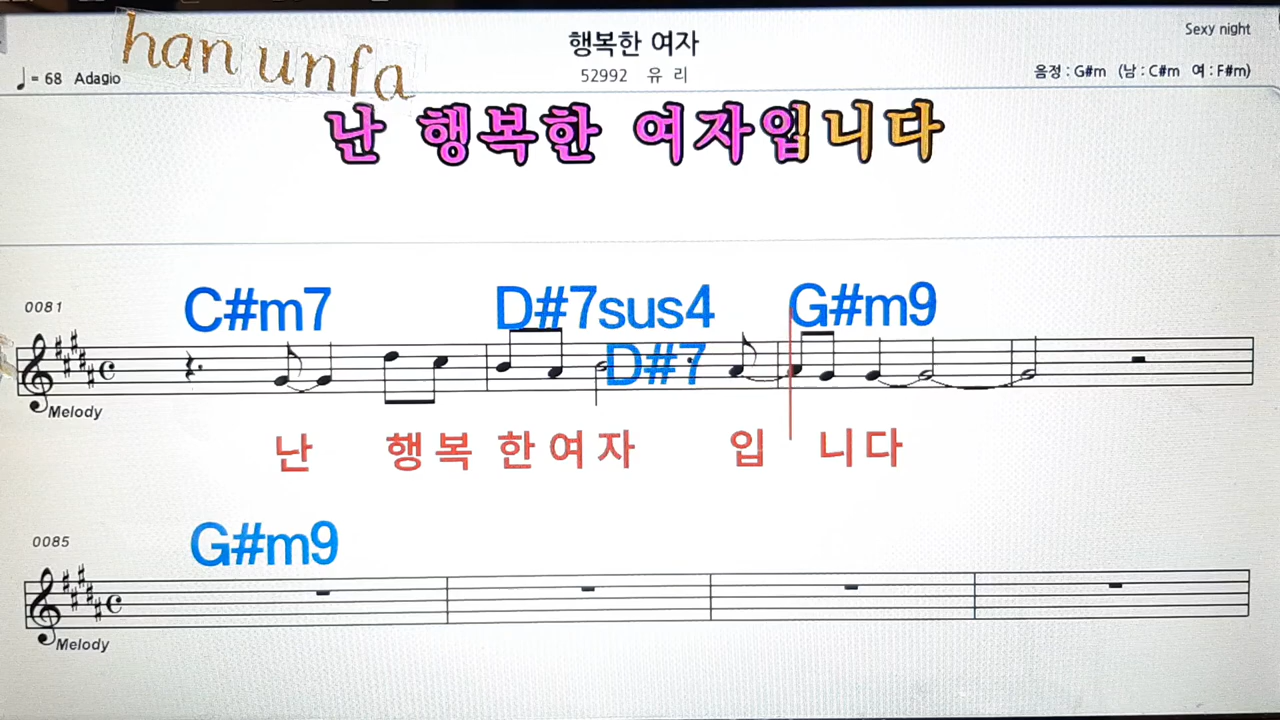 han unfa
행복한 여자
Sexy night
♩= 68 Adagio
52992 유 리
음정 : G#m (남 : C#m 여 : F#m)
난 행복한 여자입니다
0081
C#m7 D#7sus4 G#m9
D#7
Melody
난 행복 한여자 입 니다
0085
G#m9
Melody